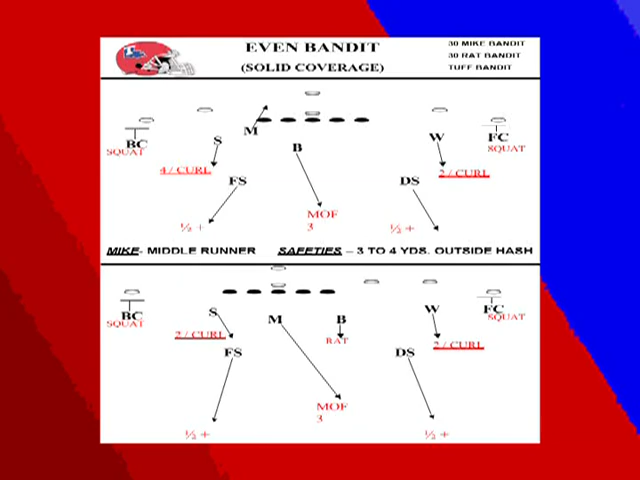 EVEN BANDIT
(SOLID COVERAGE)
30 MIKE BANDIT
30 RAT BANDIT
TUFF BANDIT
M
BC
SQUAT
S
B
W
FC
SQUAT
4 / CURL
2 / CURL
FS
DS
MOF
3
½ +
½ +
MIKE- MIDDLE RUNNER SAFETIES – 3 TO 4 YDS. OUTSIDE HASH
BC
SQUAT
S
M
B
W
FC
SQUAT
2 / CURL
RAT
2 / CURL
FS
DS
MOF
3
½ +
½ +